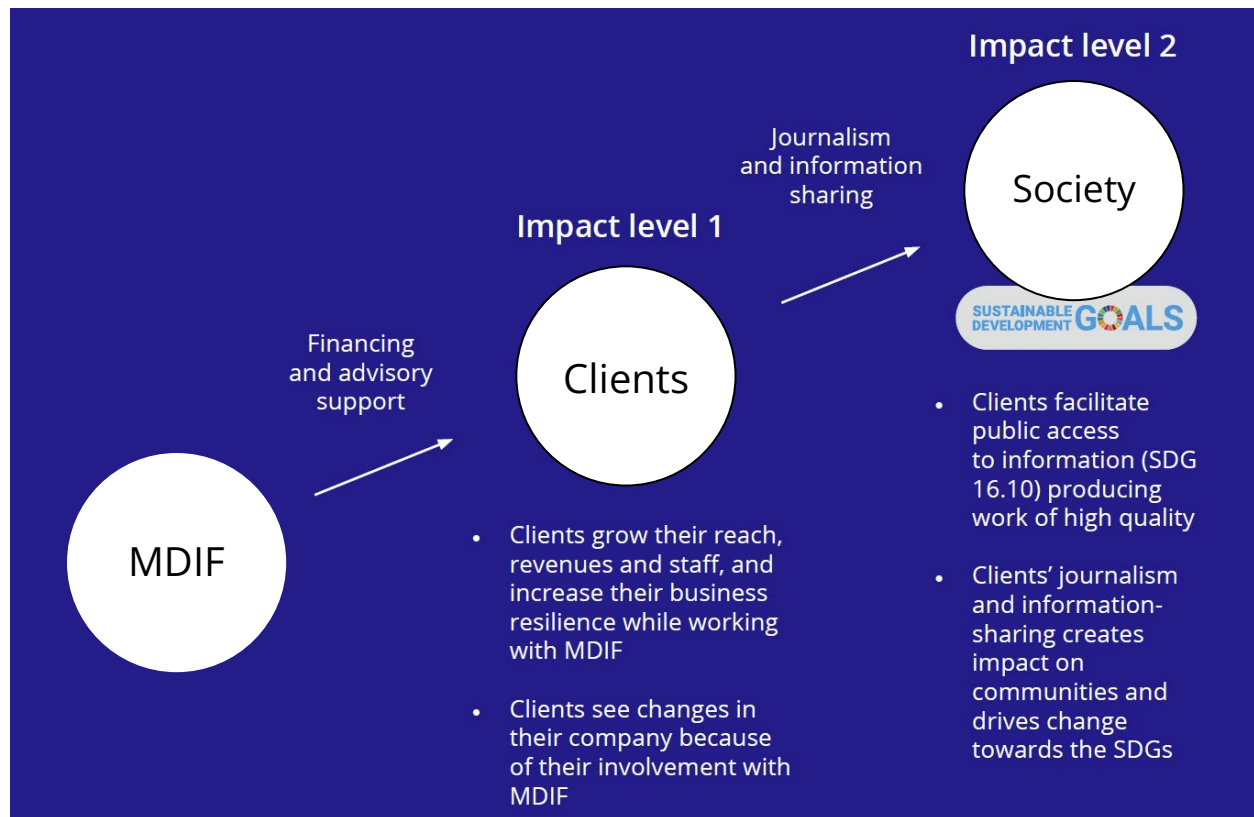 MDIF
Financing
and advisory
support
Impact level 1
Clients
• Clients grow their reach,
revenues and staff, and
increase their business
resilience while working
with MDIF
• Clients see changes in
their company because
of their involvement with
MDIF
Journalism
and information
sharing
Impact level 2
Society
SUSTAINABLE
DEVELOPMENT GOALS
• Clients facilitate
public access
to information (SDG
16.10) producing
work of high quality
• Clients’ journalism
and information-
sharing creates
impact on
communities and
drives change
towards the SDGs